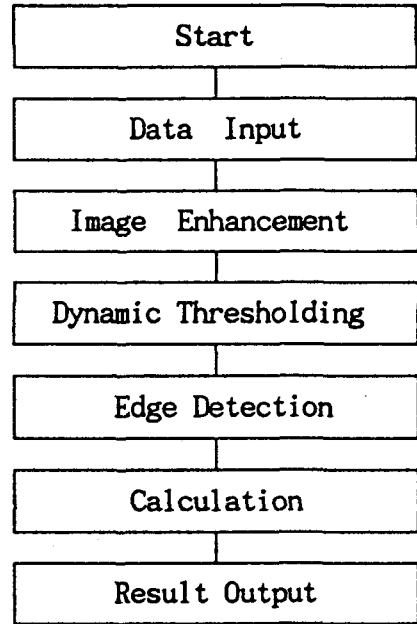 Start
Data Input
Image Enhancement
Dynamic Thresholding
Edge Detection
Calculation
Result Output